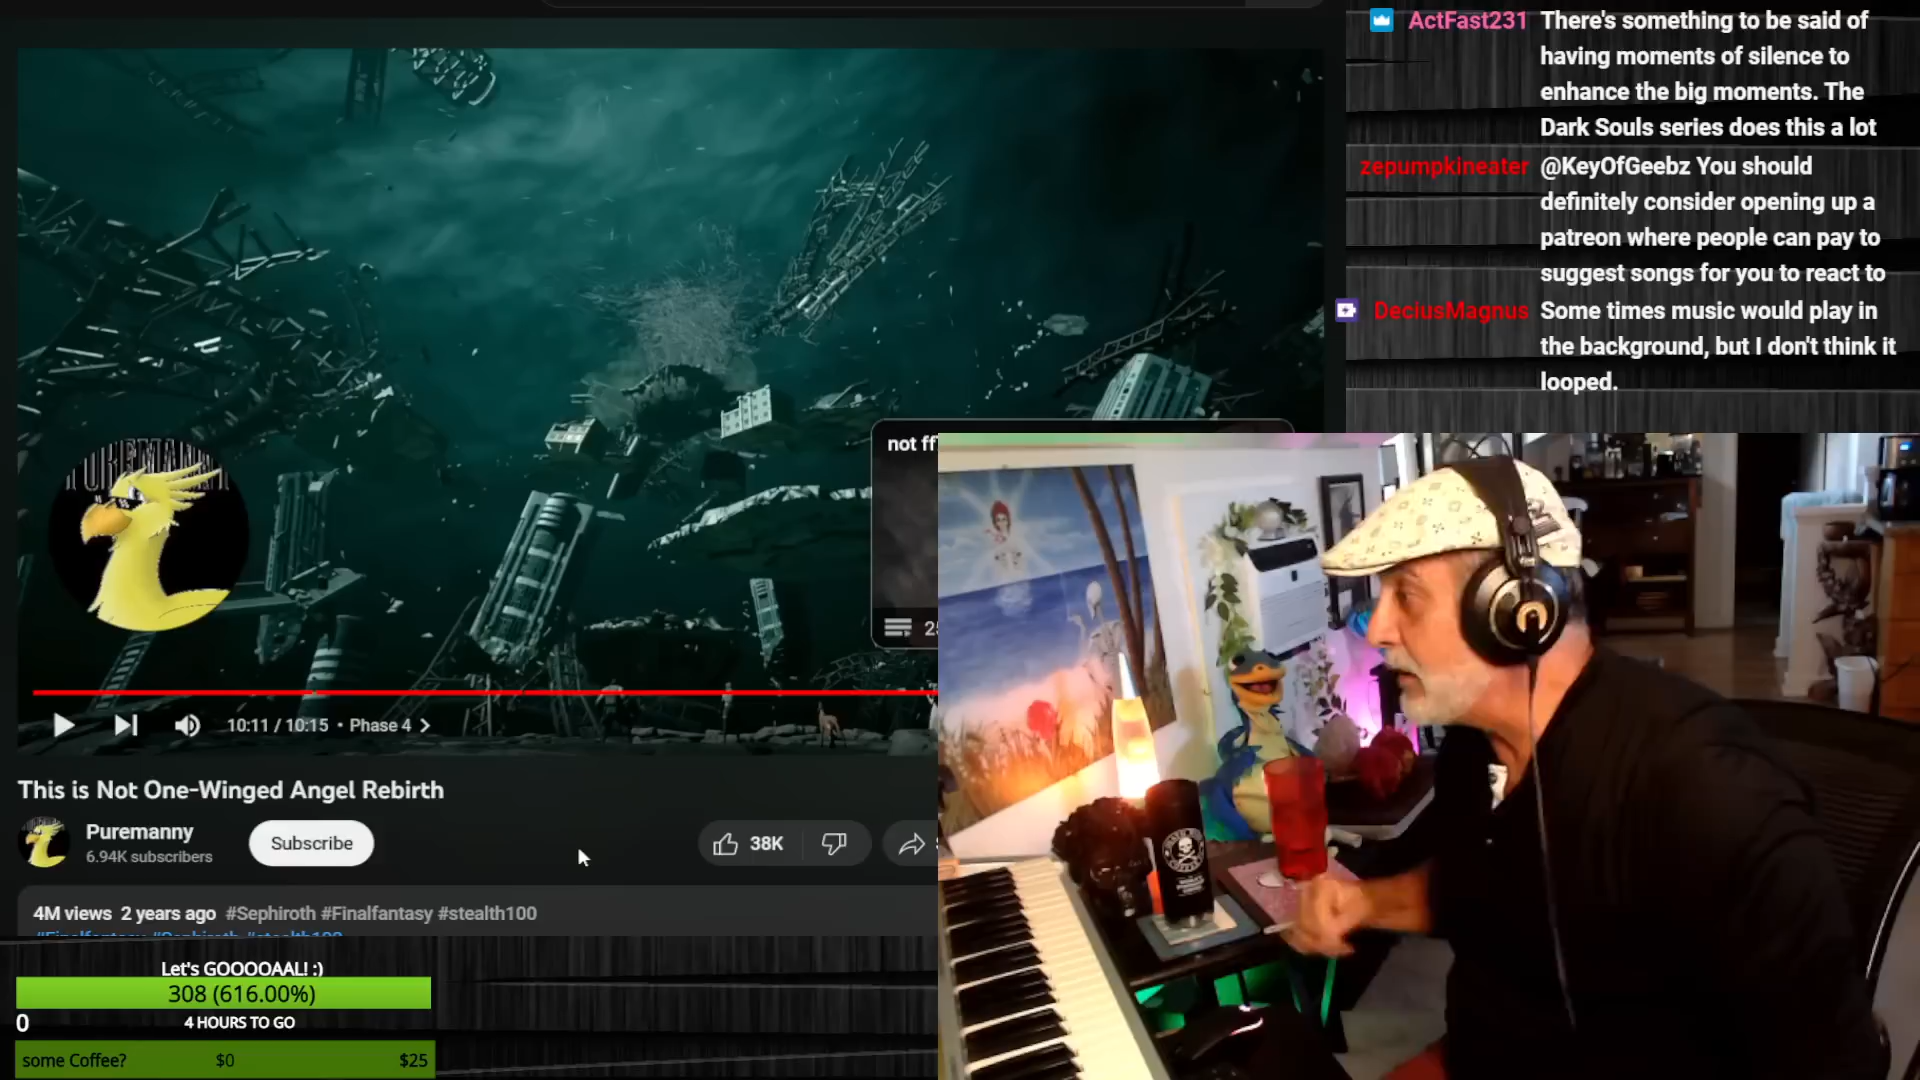 ActFast231 There's something to be said of
having moments of silence to
enhance the big moments. The
Dark Souls series does this a lot
zepumpkineater @KeyOfGeebz You should
definitely consider opening up a
patreon where people can pay to
suggest songs for you to react to
DeciusMagnus Some times music would play in
the background, but I don't think it
looped.
not ff
PUREMANNY
10:11 / 10:15 • Phase 4
This is Not One-Winged Angel Rebirth
Puremanny
6.94K subscribers
Subscribe
38K
4M views 2 years ago #Sephiroth #Finalfantasy #stealth100
#Finalfantasy #Sephiroth #stealth100
Let's GOOOOAAL! :)
308 (616.00%)
0
4 HOURS TO GO
some Coffee? $0 $25